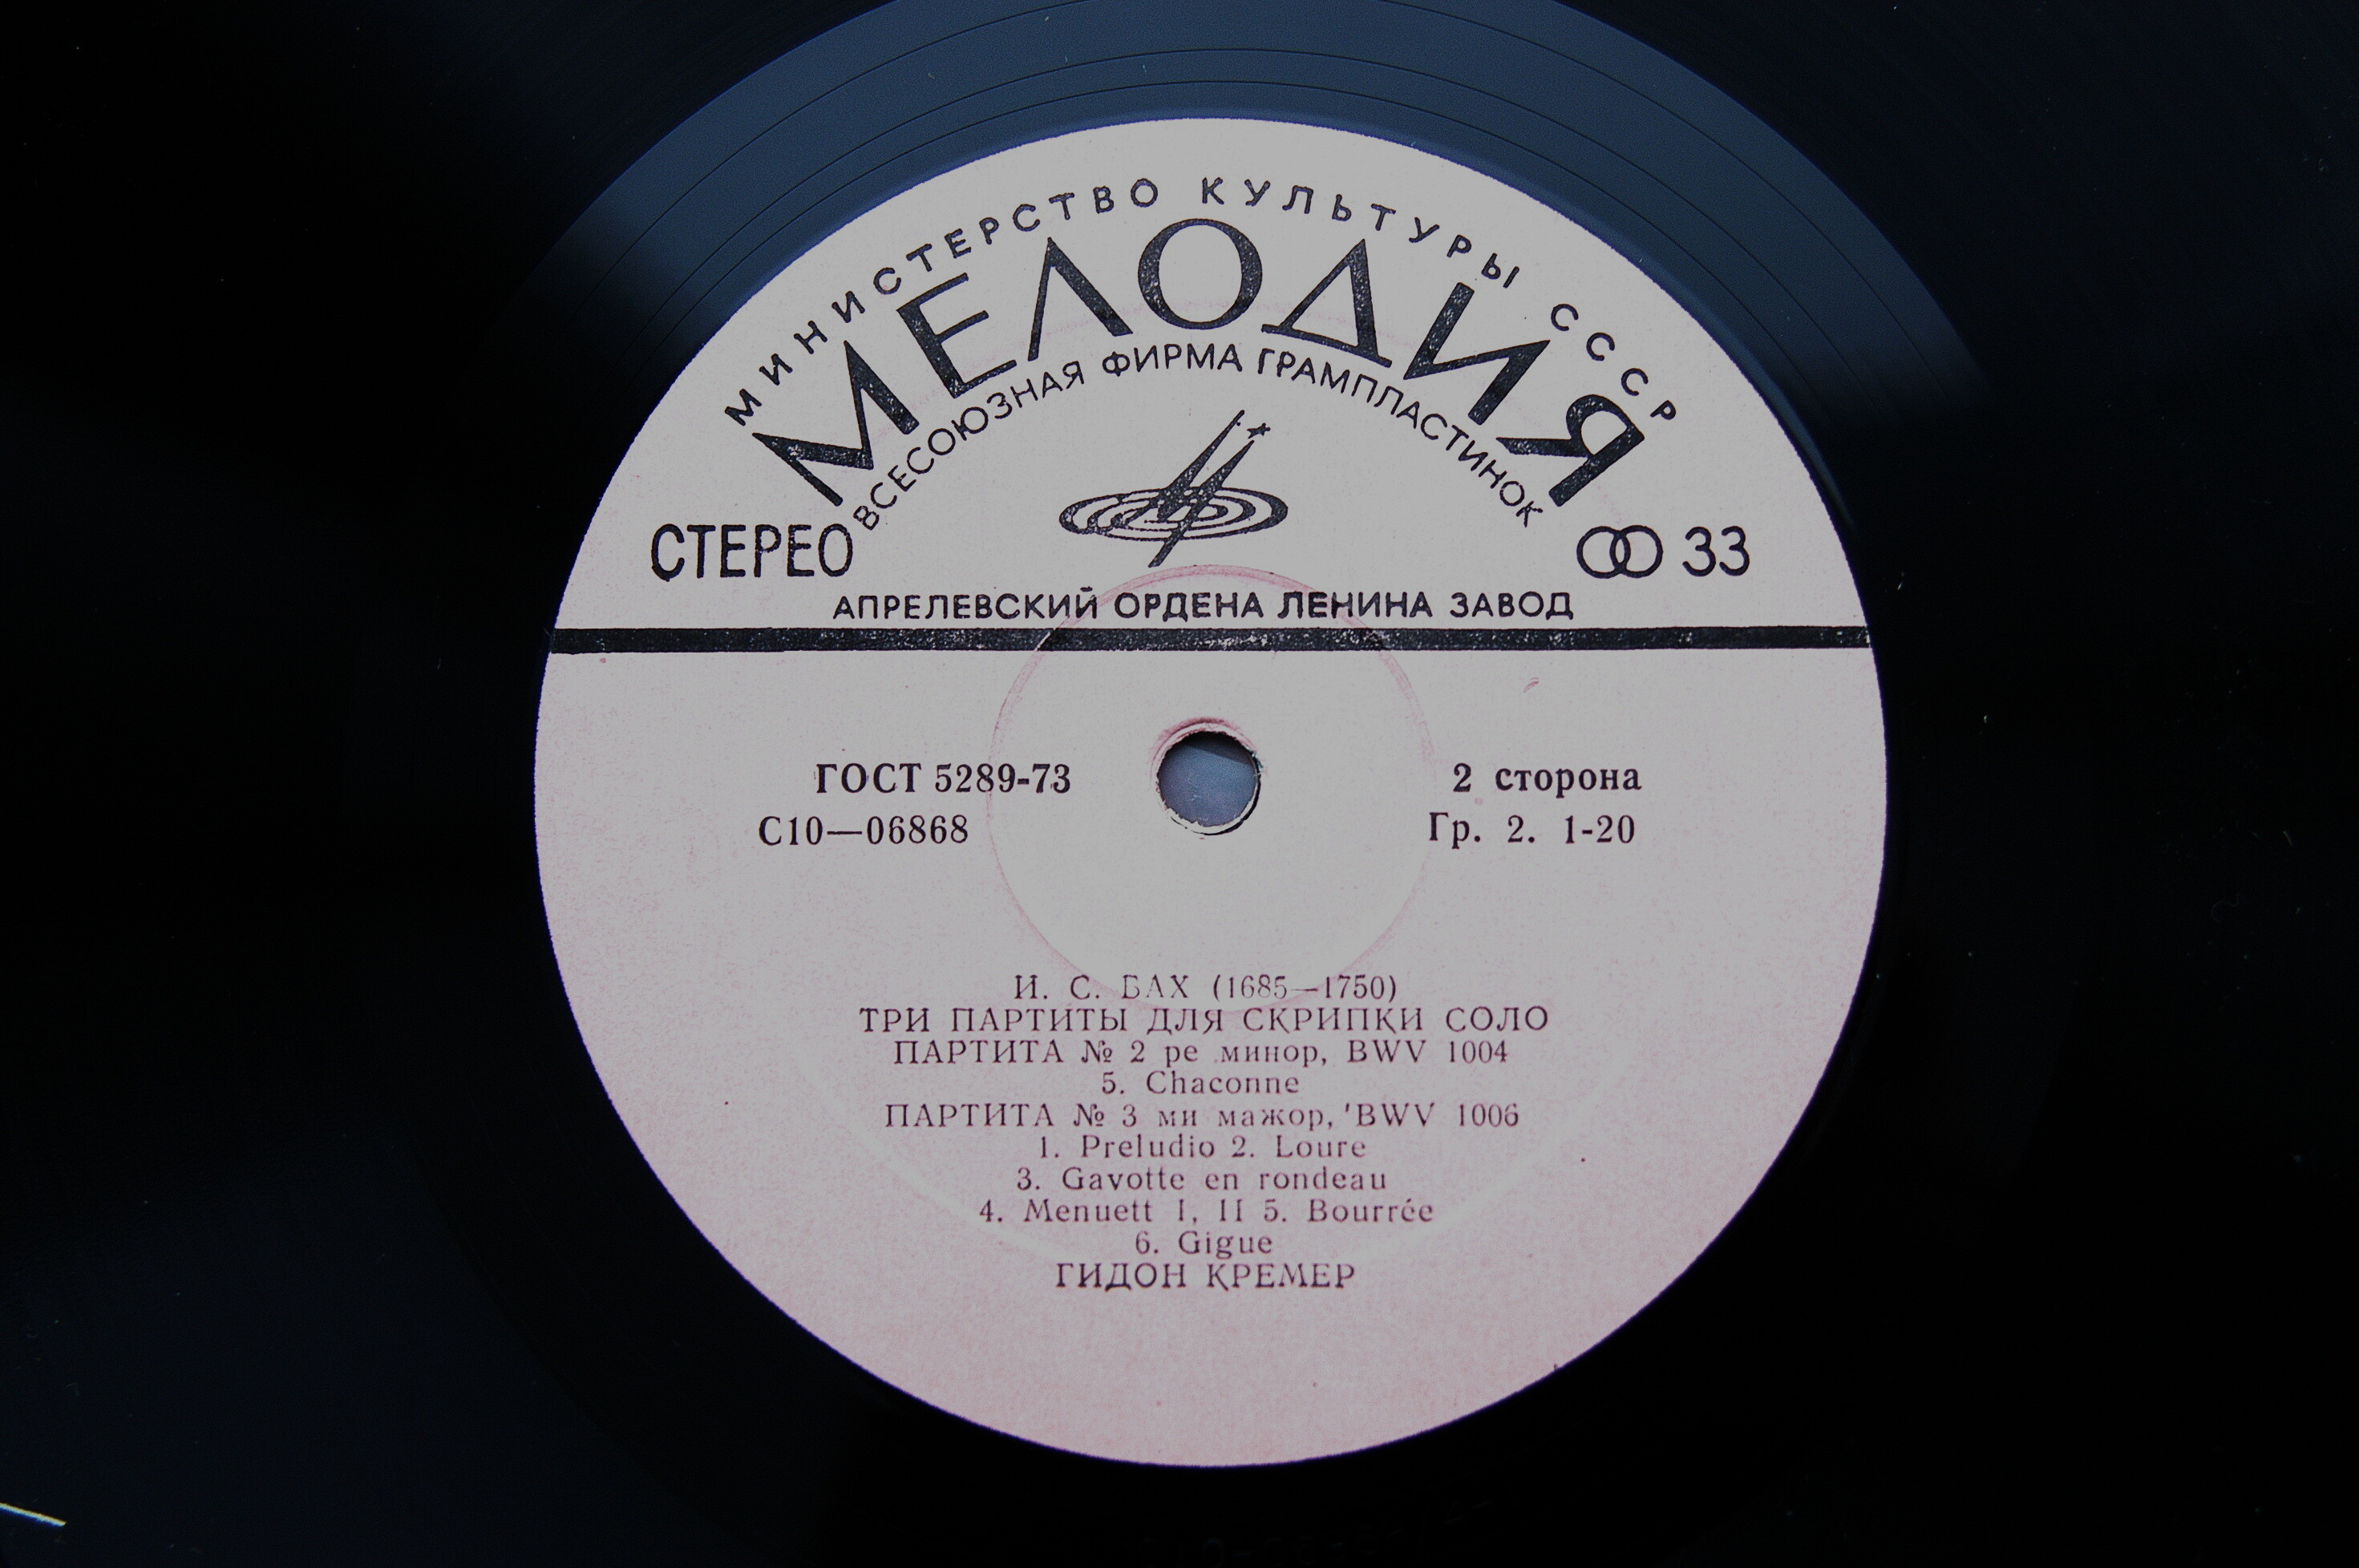 МИНИСТЕРСТВО КУЛЬТУРЫ СССР
МЕЛОДИЯ
ВСЕСОЮЗНАЯ ФИРМА ГРАМПЛАСТИНОК
СТЕРЕО 33
АПРЕЛЕВСКИЙ ОРДЕНА ЛЕНИНА ЗАВОД
ГОСТ 5289-73 2 сторона
С10—06868 Гр. 2. 1-20
И. С. БАХ (1685—1750)
ТРИ ПАРТИТЫ ДЛЯ СКРИПКИ СОЛО
ПАРТИТА № 2 ре минор, BWV 1004
5. Chaconne
ПАРТИТА № 3 ми мажор, 'BWV 1006
1. Preludio 2. Loure
3. Gavotte en rondeau
4. Menuett I, II 5. Bourrée
6. Gigue
ГИДОН КРЕМЕР